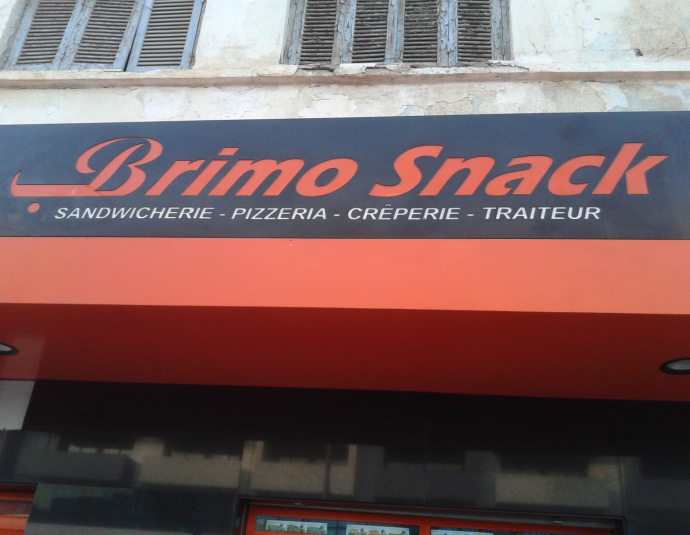 Brimo Snack
SANDWICHERIE - PIZZERIA - CRÊPERIE - TRAITEUR